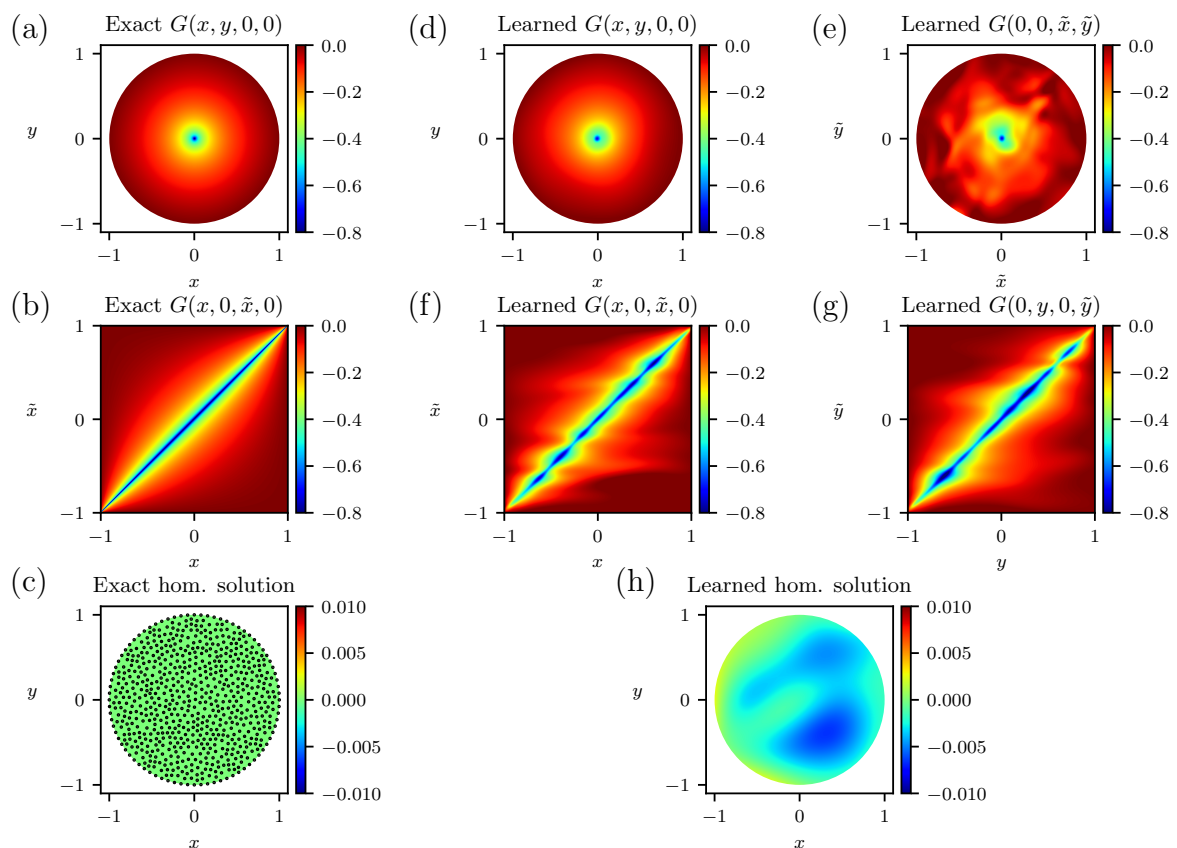 (a)
Exact G(x, y, 0, 0)
1
0
−1
y
−1
0
1
x
0.0
−0.2
−0.4
−0.6
−0.8
(d)
Learned G(x, y, 0, 0)
1
0
−1
y
−1
0
1
x
0.0
−0.2
−0.4
−0.6
−0.8
(e)
Learned G(0, 0, x̃, ỹ)
1
0
−1
ỹ
−1
0
1
x̃
0.0
−0.2
−0.4
−0.6
−0.8
(b)
Exact G(x, 0, x̃, 0)
1
0
−1
x̃
−1
0
1
x
0.0
−0.2
−0.4
−0.6
−0.8
(f)
Learned G(x, 0, x̃, 0)
1
0
−1
x̃
−1
0
1
x
0.0
−0.2
−0.4
−0.6
−0.8
(g)
Learned G(0, y, 0, ỹ)
1
0
−1
ỹ
−1
0
1
y
0.0
−0.2
−0.4
−0.6
−0.8
(c)
Exact hom. solution
1
0
−1
y
−1
0
1
x
0.010
0.005
0.000
−0.005
−0.010
(h)
Learned hom. solution
1
0
−1
y
−1
0
1
x
0.010
0.005
0.000
−0.005
−0.010